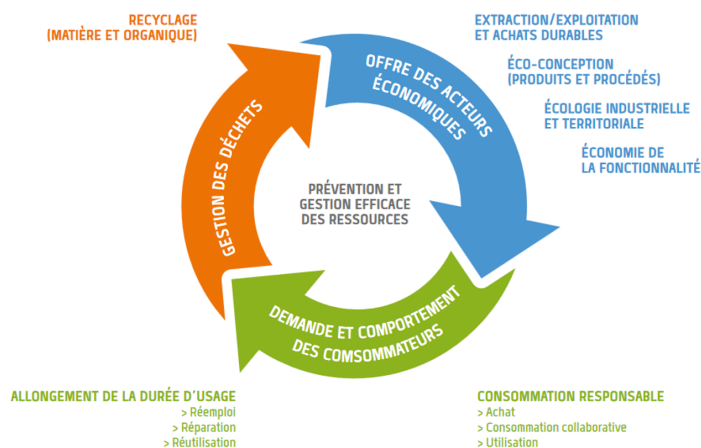 RECYCLAGE
(MATIÈRE ET ORGANIQUE)
EXTRACTION/EXPLOITATION
ET ACHATS DURABLES
ÉCO-CONCEPTION
(PRODUITS ET PROCÉDÉS)
ÉCOLOGIE INDUSTRIELLE
ET TERRITORIALE
ÉCONOMIE DE
LA FONCTIONNALITÉ
OFFRE DES ACTEURS
ÉCONOMIQUES
GESTION DES DÉCHETS
PRÉVENTION ET
GESTION EFFICACE
DES RESSOURCES
DEMANDE ET COMPORTEMENT
DES COMSOMMATEURS
ALLONGEMENT DE LA DURÉE D'USAGE
> Réemploi
> Réparation
> Réutilisation
CONSOMMATION RESPONSABLE
> Achat
> Consommation collaborative
> Utilisation